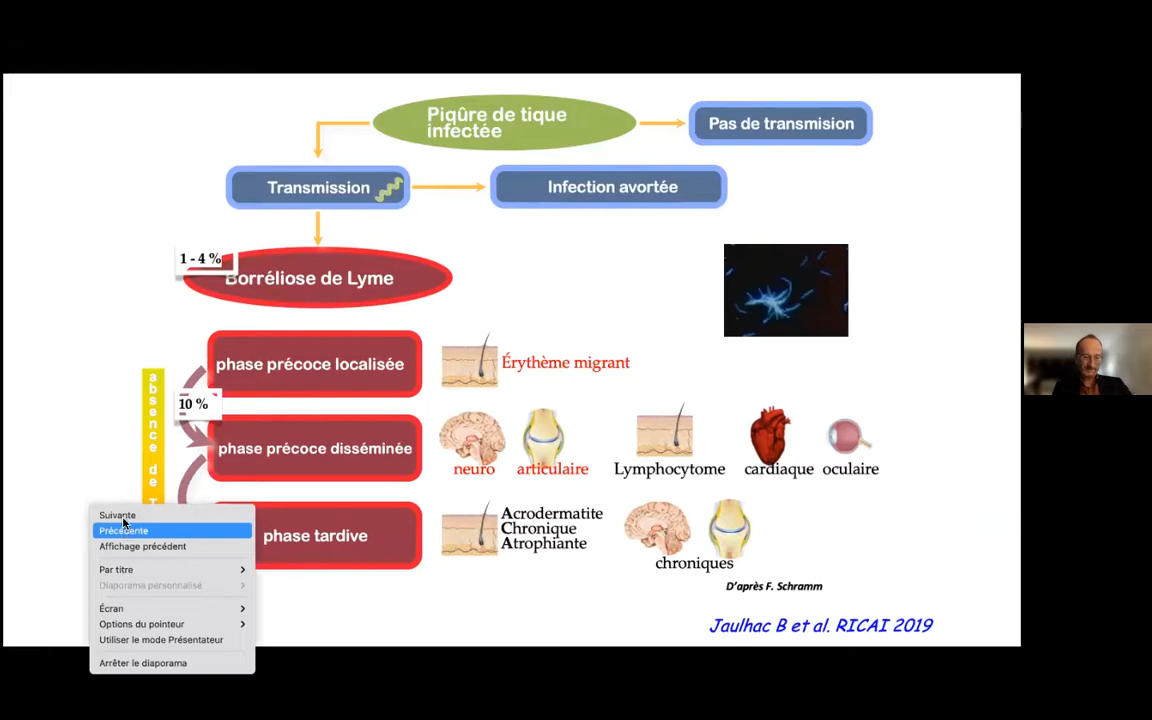 Piqûre de tique
infectée
Pas de transmision
Transmission
Infection avortée
1 - 4 %
Borréliose de Lyme
phase précoce localisée
Érythème migrant
absence de T
10 %
phase précoce disséminée
neuro
articulaire
Lymphocytome
cardiaque
oculaire
phase tardive
Acrodermatite
Chronique
Atrophiante
chroniques
D'après F. Schramm
Jaulhac B et al. RICAI 2019
Suivante
Précédente
Affichage précédent
Par titre
Diaporama personnalisé
Écran
Options du pointeur
Utiliser le mode Présentateur
Arrêter le diaporama